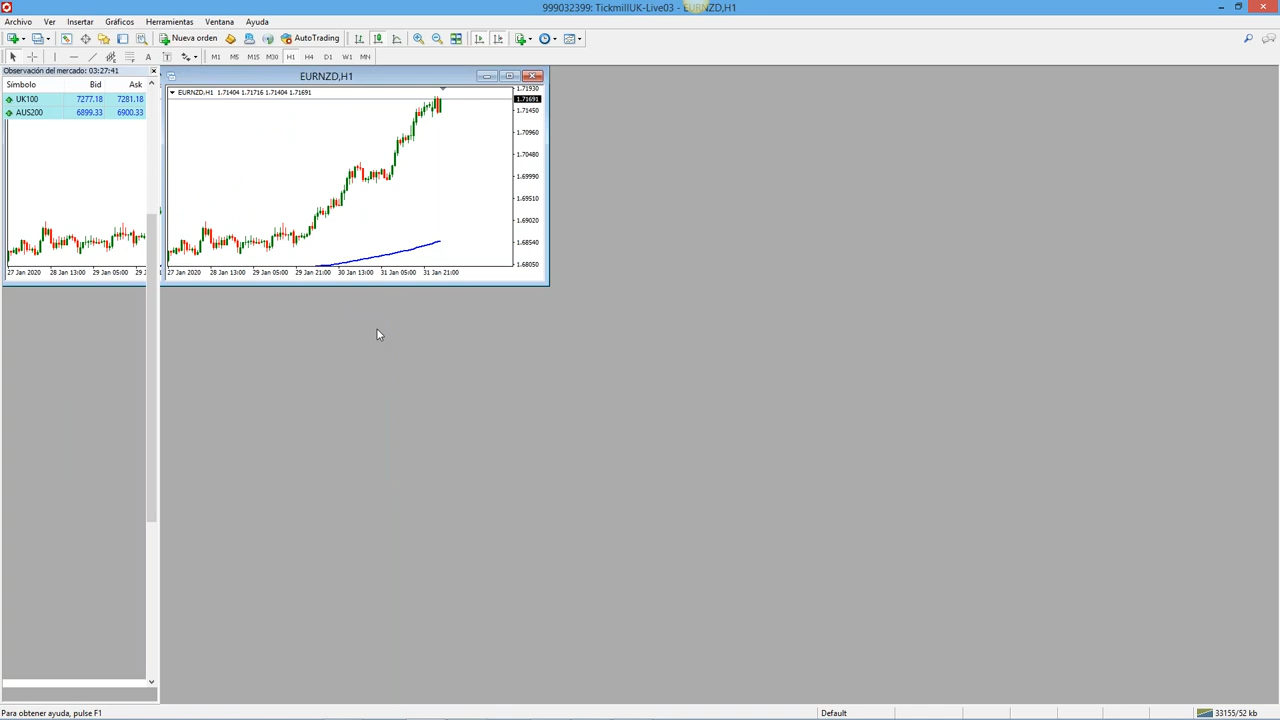 999032399: TickmillUK-Live03 - EURNZD,H1
Archivo Ver Insertar Gráficos Herramientas Ventana Ayuda
Nueva orden AutoTrading
A T M1 M5 M15 M30 H1 H4 D1 W1 MN
Observación del mercado: 03:27:41
Símbolo Bid Ask
UK100 7277.18 7281.18
AUS200 6899.33 6900.33
27 Jan 2020 28 Jan 13:00 29 Jan 05:00 29 J
EURNZD,H1
EURNZD,H1 1.71404 1.71716 1.71404 1.71691
1.71930
1.71691
1.71450
1.70960
1.70480
1.69990
1.69510
1.69020
1.68540
1.68050
27 Jan 2020 28 Jan 13:00 29 Jan 05:00 29 Jan 21:00 30 Jan 13:00 31 Jan 05:00 31 Jan 21:00
Para obtener ayuda, pulse F1 Default 33155/52 kb